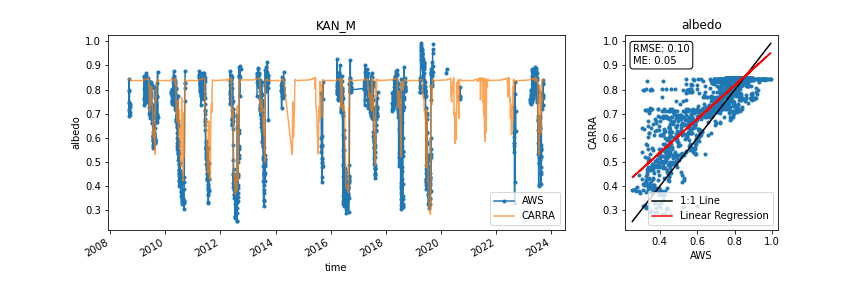 KAN_M
albedo
1.0
0.9
0.8
0.7
0.6
0.5
0.4
0.3
albedo
AWS
CARRA
2008
2010
2012
2014
2016
2018
2020
2022
2024
time
albedo
RMSE: 0.10
ME: 0.05
1.0
0.9
0.8
0.7
0.6
0.5
0.4
0.3
CARRA
1:1 Line
Linear Regression
0.4
0.6
0.8
1.0
AWS